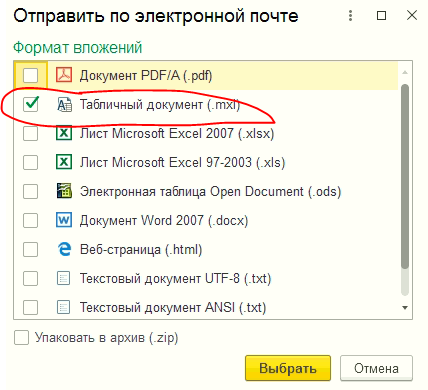 Отправить по электронной почте
Формат вложений
Документ PDF/A (.pdf)
Табличный документ (.mxl)
Лист Microsoft Excel 2007 (.xlsx)
Лист Microsoft Excel 97-2003 (.xls)
Электронная таблица Open Document (.ods)
Документ Word 2007 (.docx)
Веб-страница (.html)
Текстовый документ UTF-8 (.txt)
Текстовый документ ANSI (.txt)
Упаковать в архив (.zip)
Выбрать Отмена